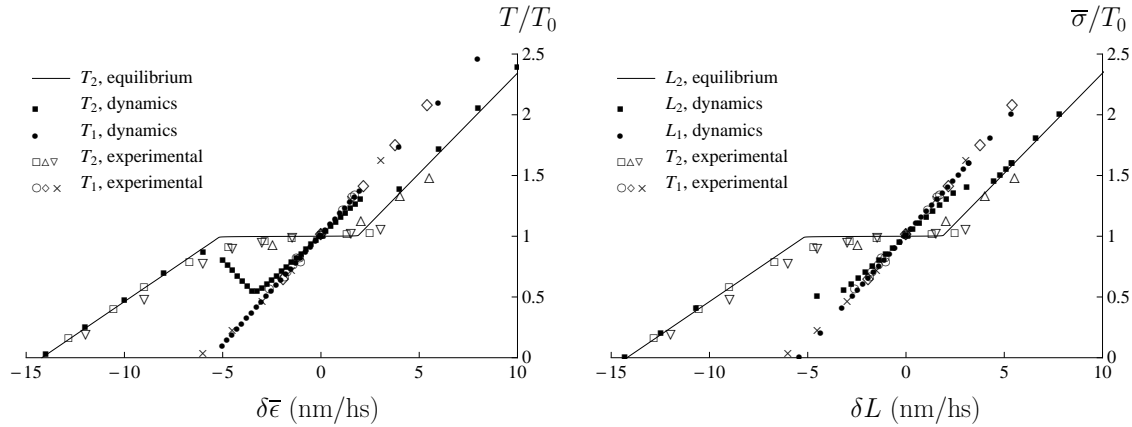 T/T₀
2.5
2
1.5
1
0.5
0
−15 −10 −5 0 5 10
δε̅ (nm/hs)
T₂, equilibrium
T₂, dynamics
T₁, dynamics
T₂, experimental
T₁, experimental
σ̅/T₀
2.5
2
1.5
1
0.5
0
−15 −10 −5 0 5 10
δL (nm/hs)
L₂, equilibrium
L₂, dynamics
L₁, dynamics
T₂, experimental
T₁, experimental